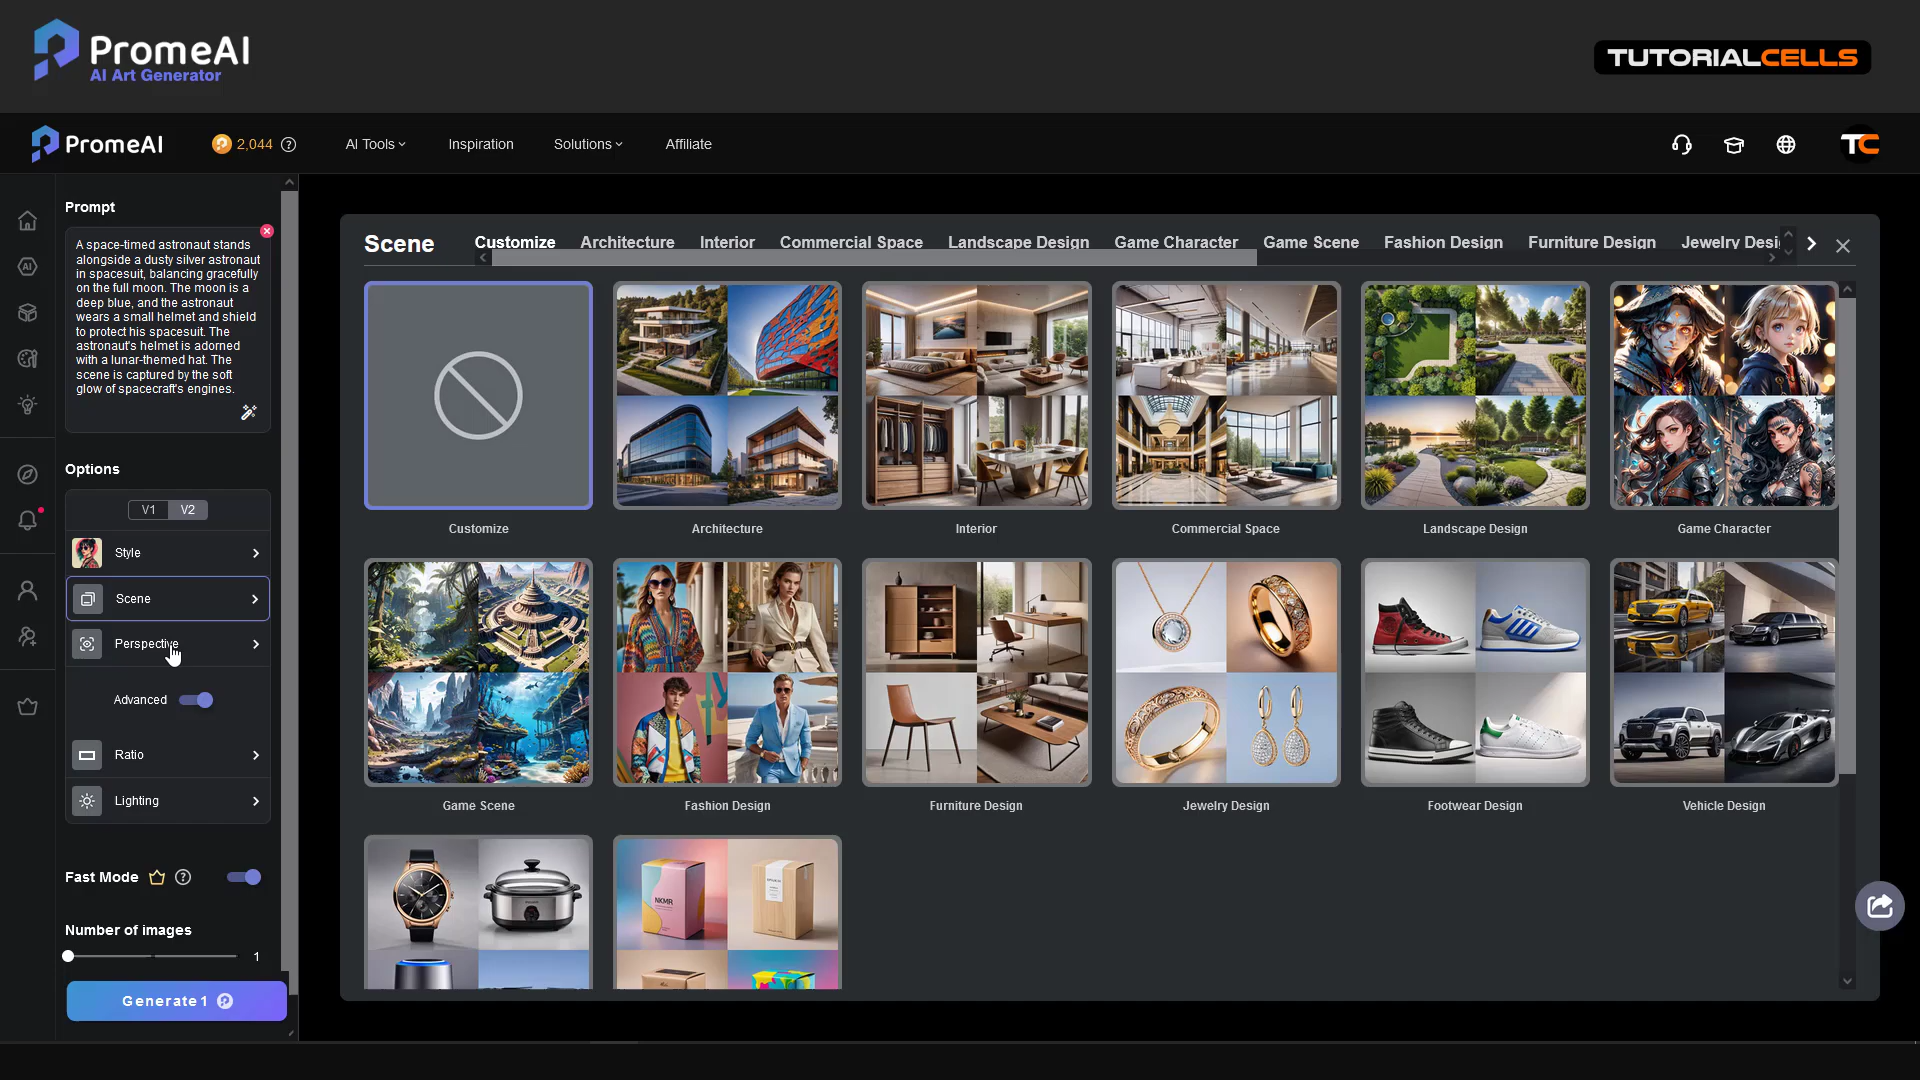 PromeAI
AI Art Generator
TUTORIALCELLS
PromeAI
2,044
AI Tools
Inspiration
Solutions
Affiliate
TC
Prompt
A space-timed astronaut stands
alongside a dusty silver astronaut
in spacesuit, balancing gracefully
on the full moon. The moon is a
deep blue, and the astronaut
wears a small helmet and shield
to protect his spacesuit. The
astronaut's helmet is adorned
with a lunar-themed hat. The
scene is captured by the soft
glow of spacecraft's engines.
Options
V1
V2
Style
Scene
Perspective
Advanced
Ratio
Lighting
Fast Mode
Number of images
1
Generate 1
Scene
Customize
Architecture
Interior
Commercial Space
Landscape Design
Game Character
Game Scene
Fashion Design
Furniture Design
Jewelry Desi
Customize
Architecture
Interior
Commercial Space
Landscape Design
Game Character
Game Scene
Fashion Design
Furniture Design
Jewelry Design
Footwear Design
Vehicle Design
NKMR